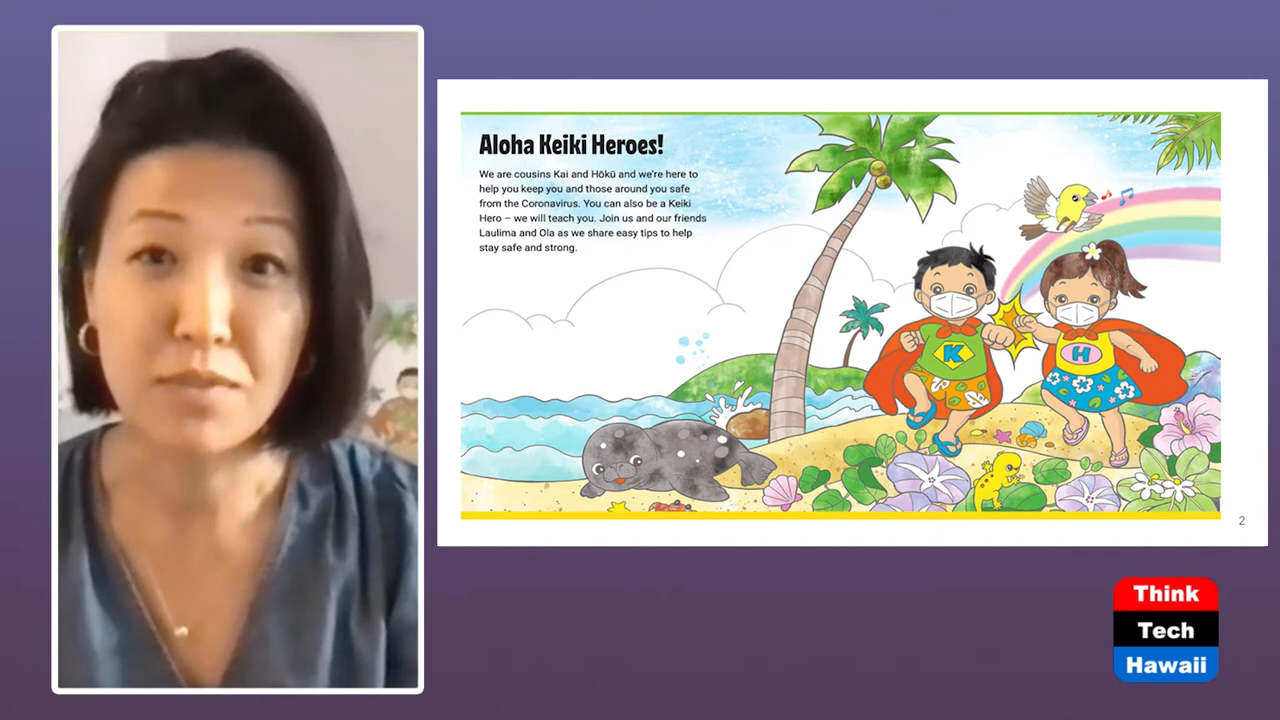 Aloha Keiki Heroes!
We are cousins Kai and Hōkū and we're here to
help you keep you and those around you safe
from the Coronavirus. You can also be a Keiki
Hero – we will teach you. Join us and our friends
Laulima and Ola as we share easy tips to help
stay safe and strong.
K
H
2
Think
Tech
Hawaii